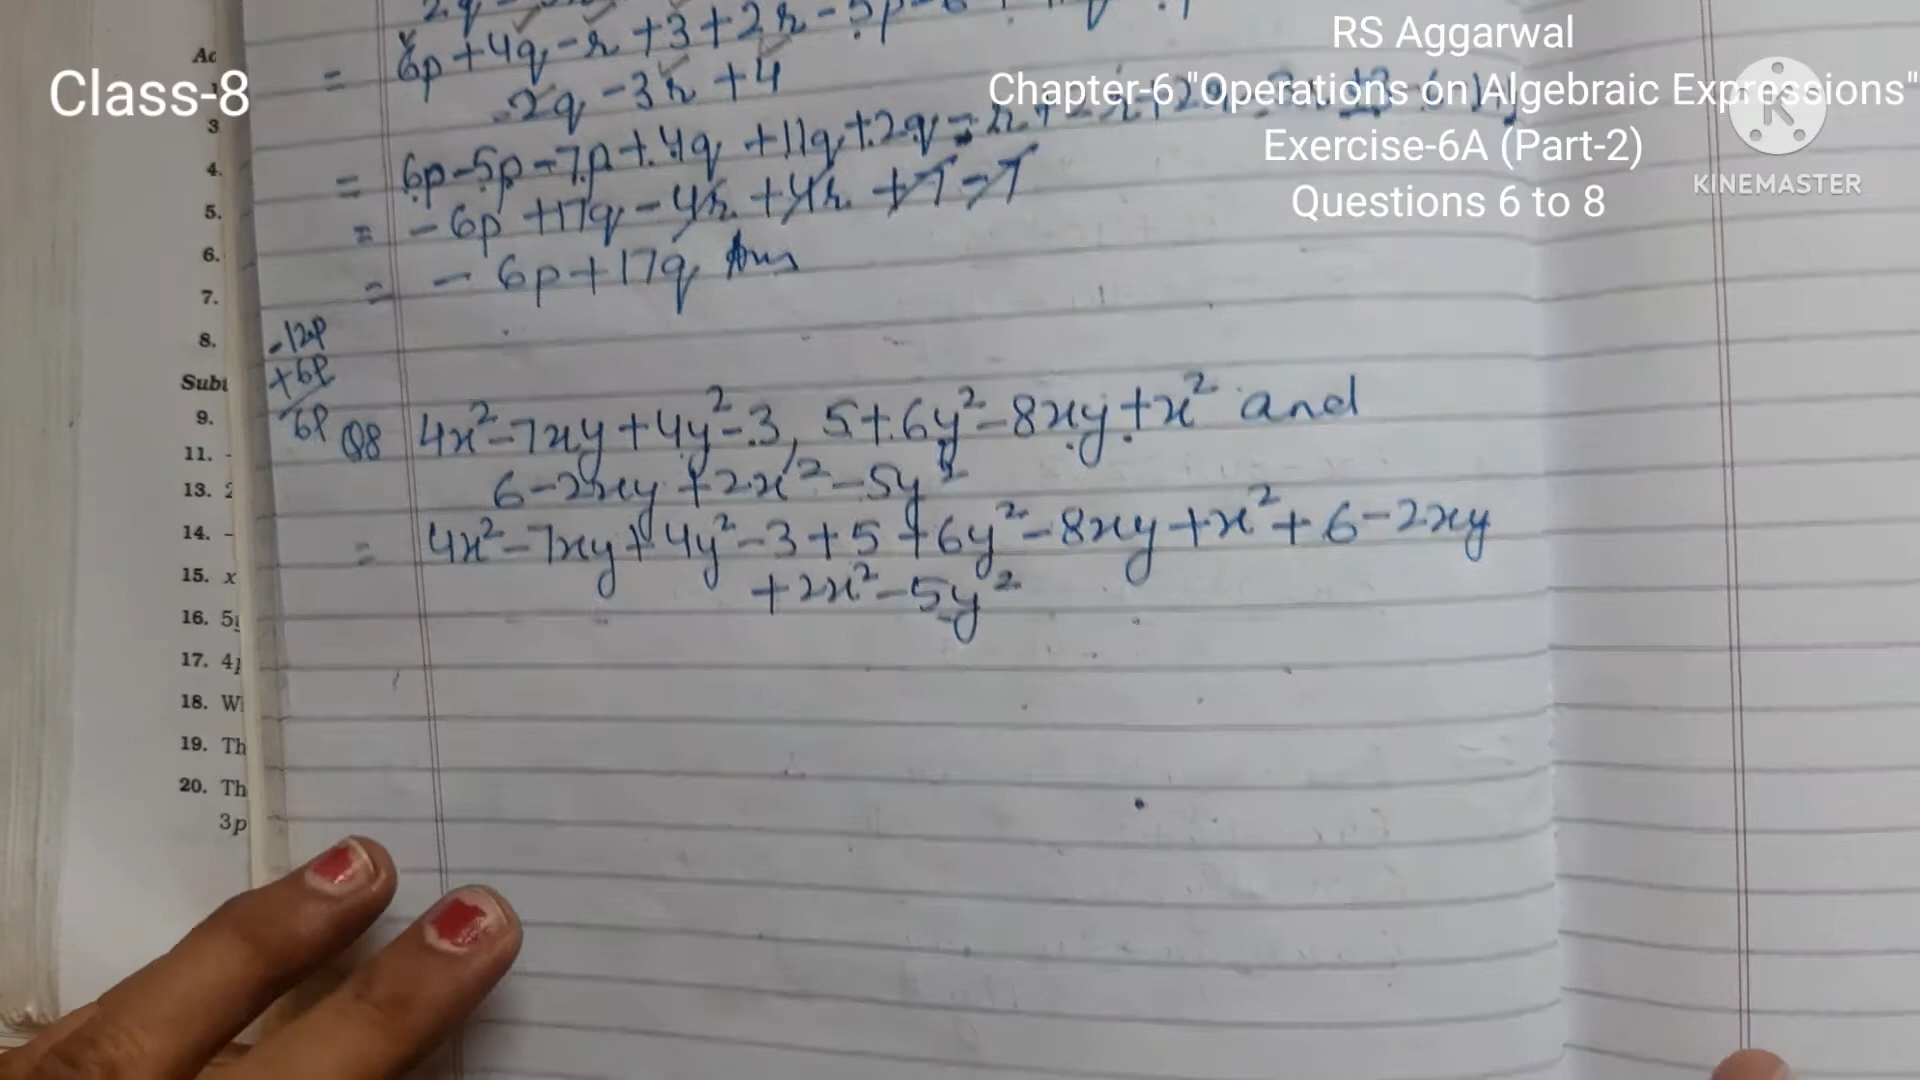 Class-8
RS Aggarwal
Chapter-6 "Operations on Algebraic Expressions"
Exercise-6A (Part-2)
Questions 6 to 8
KINEMASTER
= 6p+4q-r+3+2r-5p
2q-3r+4
= 6p-5p-7p+4q+11q+2q-r+2r
= -6p+17q-4r+4r+7-7
= -6p+17q Ans
-12p
+6p
6p
Q8 4x²-7xy+4y²-3, 5+6y²-8xy+x² and
6-2xy+2x²-5y²
= 4x²-7xy+4y²-3+5+6y²-8xy+x²+6-2xy
+2x²-5y²
3
4.
5.
6.
7.
8.
9.
11. -
13.
14. -
15. x
16.
17.
18.
19. Th
20. Th
3p